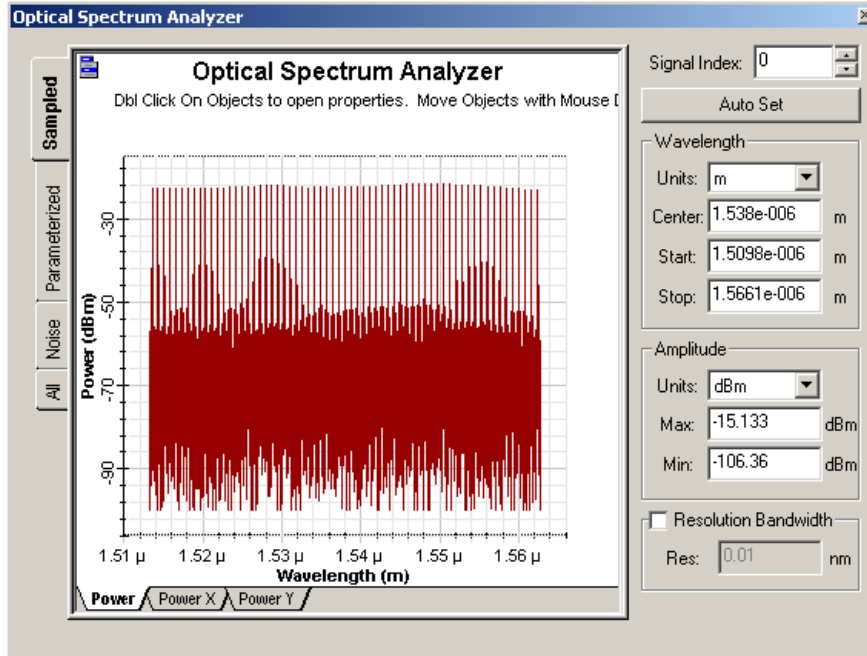 Optical Spectrum Analyzer
Sampled
Parameterized
Noise
All
Optical Spectrum Analyzer
Dbl Click On Objects to open properties. Move Objects with Mouse D
Power (dBm)
-30
-50
-70
-90
1.51 µ 1.52 µ 1.53 µ 1.54 µ 1.55 µ 1.56 µ
Wavelength (m)
Power Power X Power Y
Signal Index: 0
Auto Set
Wavelength
Units: m
Center: 1.538e-006 m
Start: 1.5098e-006 m
Stop: 1.5661e-006 m
Amplitude
Units: dBm
Max: -15.133 dBm
Min: -106.36 dBm
Resolution Bandwidth
Res: 0.01 nm